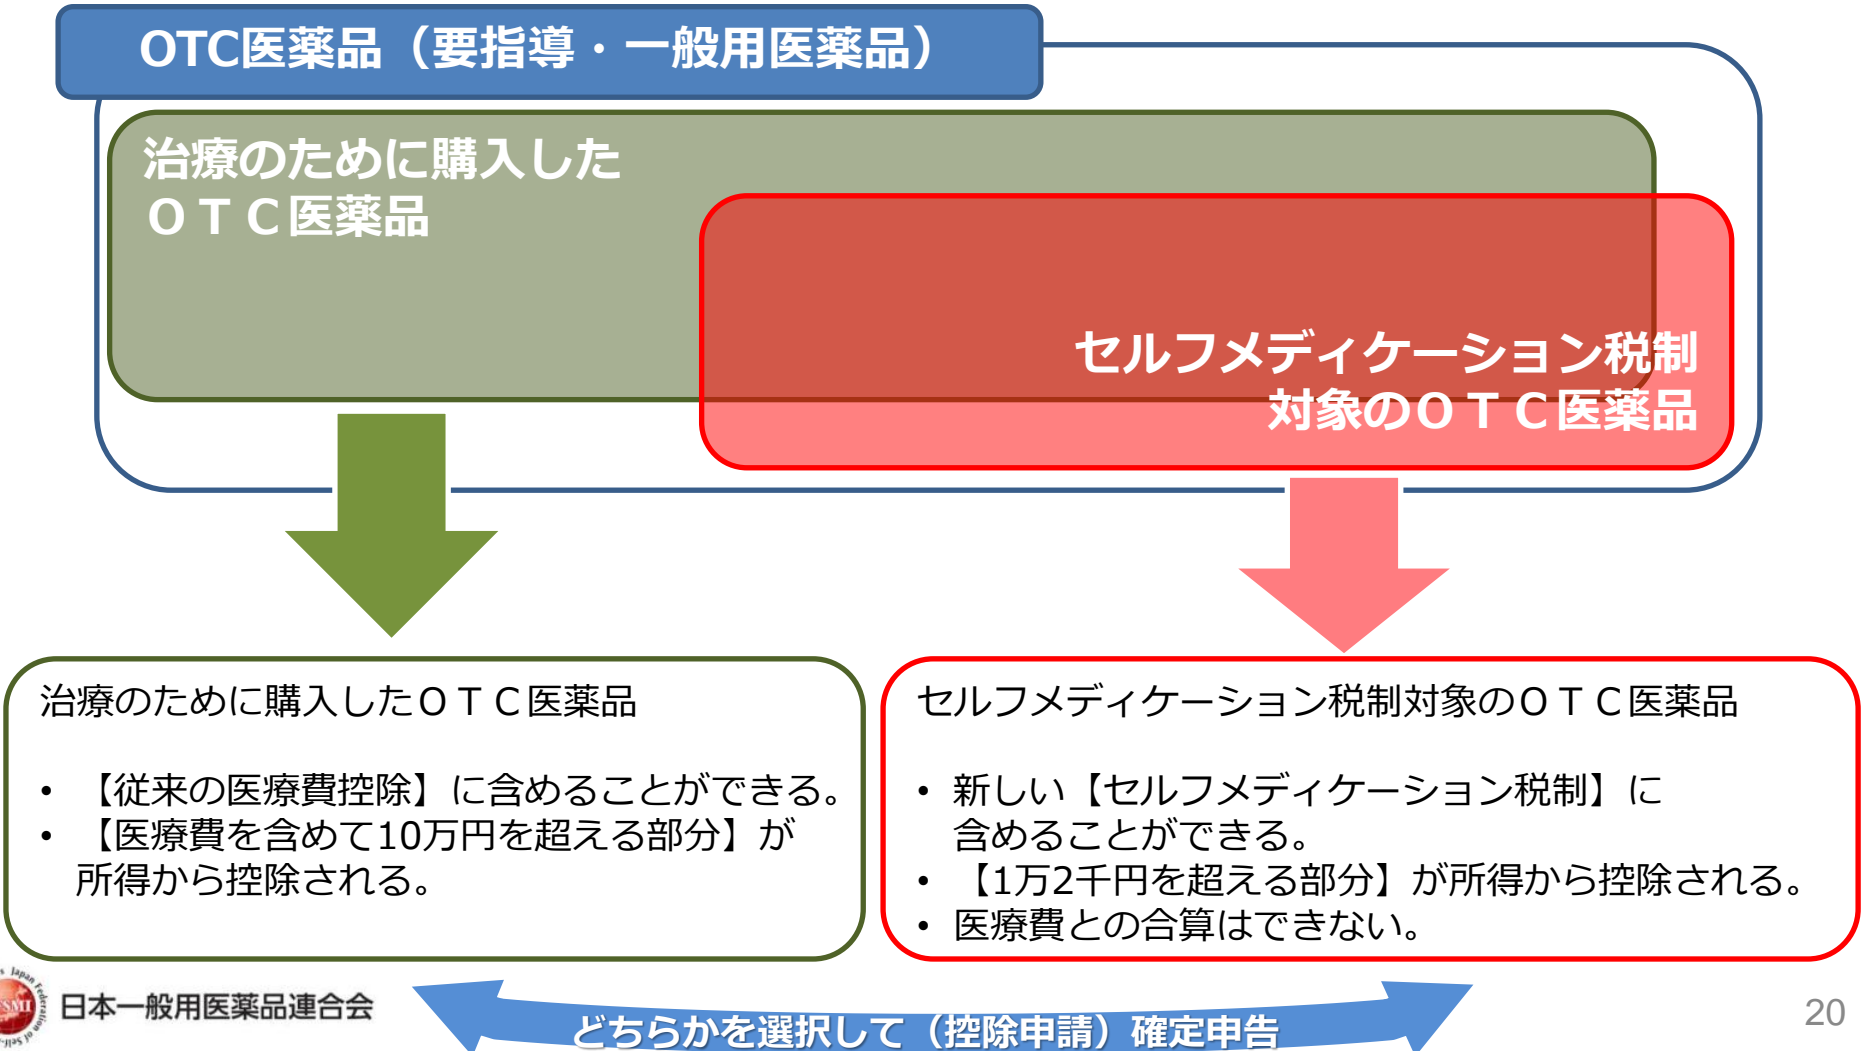 OTC医薬品（要指導・一般用医薬品）
治療のために購入した
ＯＴＣ医薬品
セルフメディケーション税制
対象のＯＴＣ医薬品
治療のために購入したＯＴＣ医薬品
• 【従来の医療費控除】に含めることができる。
• 【医療費を含めて10万円を超える部分】が
所得から控除される。
セルフメディケーション税制対象のＯＴＣ医薬品
• 新しい【セルフメディケーション税制】に
含めることができる。
• 【1万2千円を超える部分】が所得から控除される。
• 医療費との合算はできない。
日本一般用医薬品連合会
どちらかを選択して（控除申請）確定申告
20